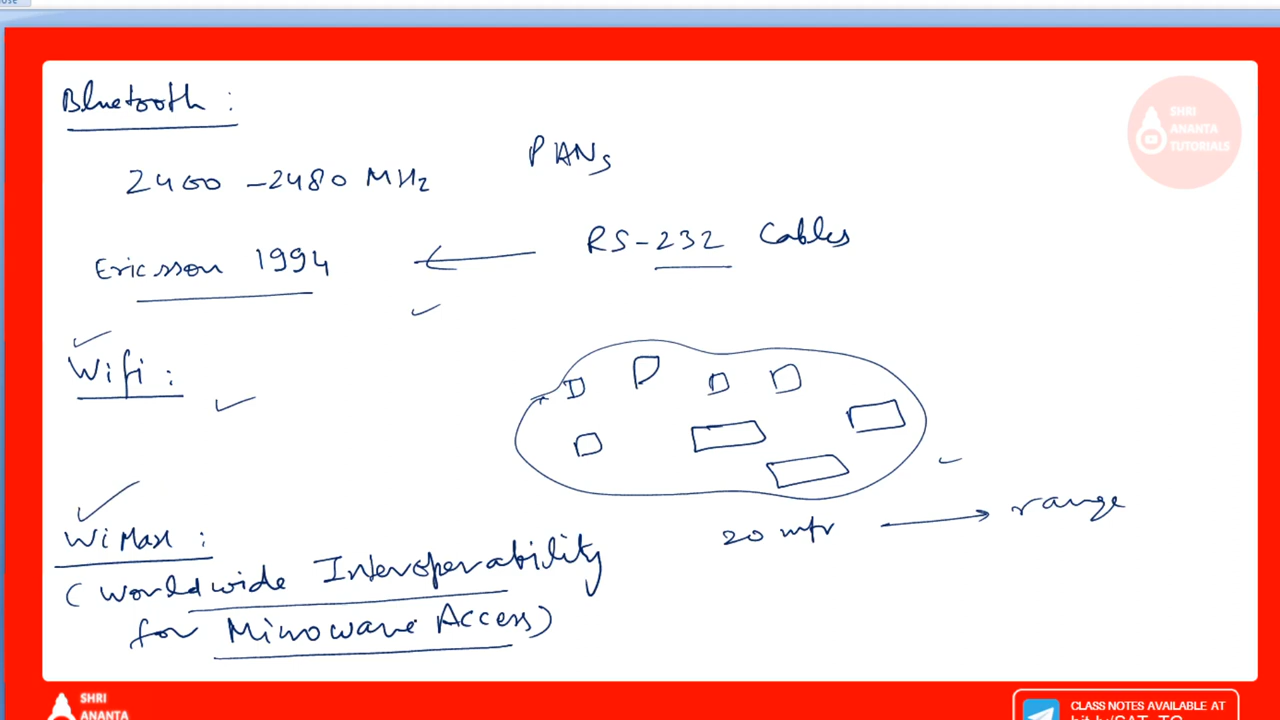 Bluetooth :
2400 - 2480 MHz
PANs
Ericsson 1994
RS-232 Cables
Wifi :
20 mtr → range
WiMax :
( Worldwide Interoperability
for Microwave Access)
SHRI
ANANTA
TUTORIALS
SHRI
ANANTA
CLASS NOTES AVAILABLE AT